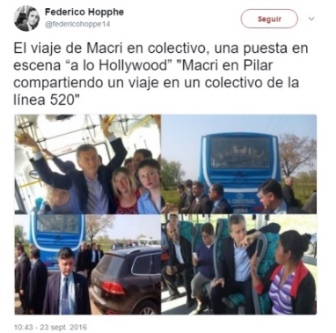 Federico Hopphe
@federicohoppe14
Seguir
El viaje de Macri en colectivo, una puesta en
escena “a lo Hollywood” "Macri en Pilar
compartiendo un viaje en un colectivo de la
línea 520"
10:43 - 23 sept. 2016